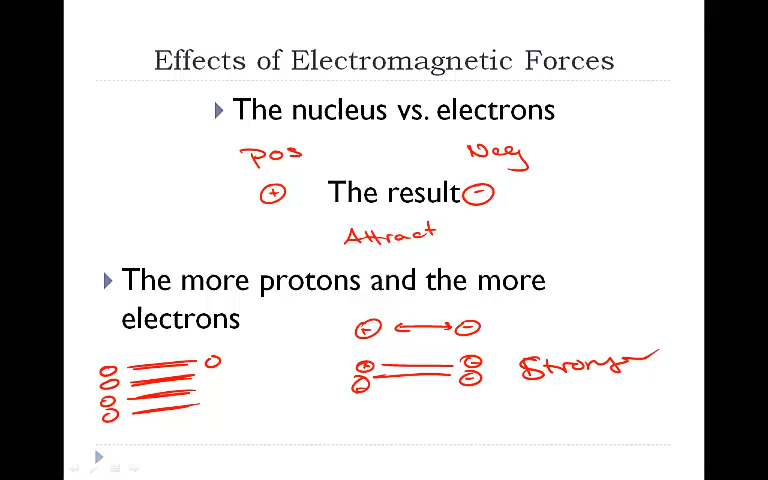 Effects of Electromagnetic Forces
The nucleus vs. electrons
Pos Neg
+ The result -
Attract
The more protons and the more
electrons
+ -
+ -
- Stronger